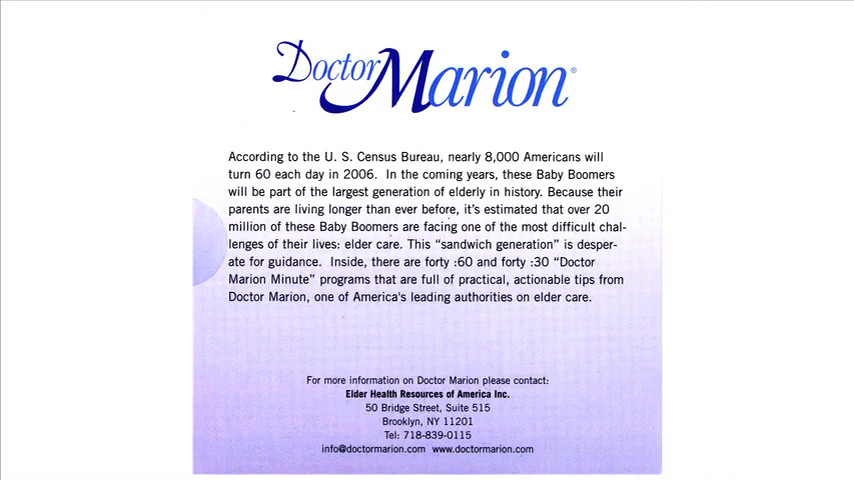 Doctor Marion®
According to the U. S. Census Bureau, nearly 8,000 Americans will
turn 60 each day in 2006. In the coming years, these Baby Boomers
will be part of the largest generation of elderly in history. Because their
parents are living longer than ever before, it's estimated that over 20
million of these Baby Boomers are facing one of the most difficult chal-
lenges of their lives: elder care. This “sandwich generation” is desper-
ate for guidance. Inside, there are forty :60 and forty :30 “Doctor
Marion Minute” programs that are full of practical, actionable tips from
Doctor Marion, one of America's leading authorities on elder care.
For more information on Doctor Marion please contact:
Elder Health Resources of America Inc.
50 Bridge Street, Suite 515
Brooklyn, NY 11201
Tel: 718-839-0115
info@doctormarion.com www.doctormarion.com